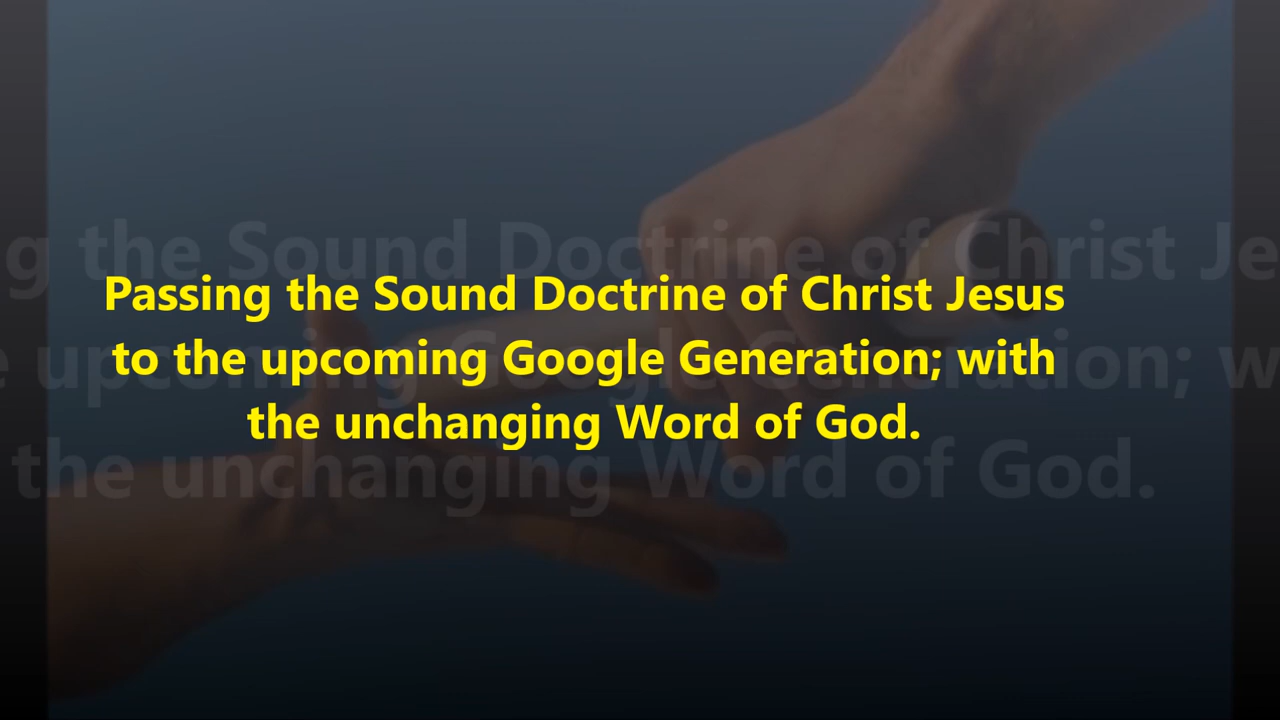 Passing the Sound Doctrine of Christ Jesus
to the upcoming Google Generation; with
the unchanging Word of God.